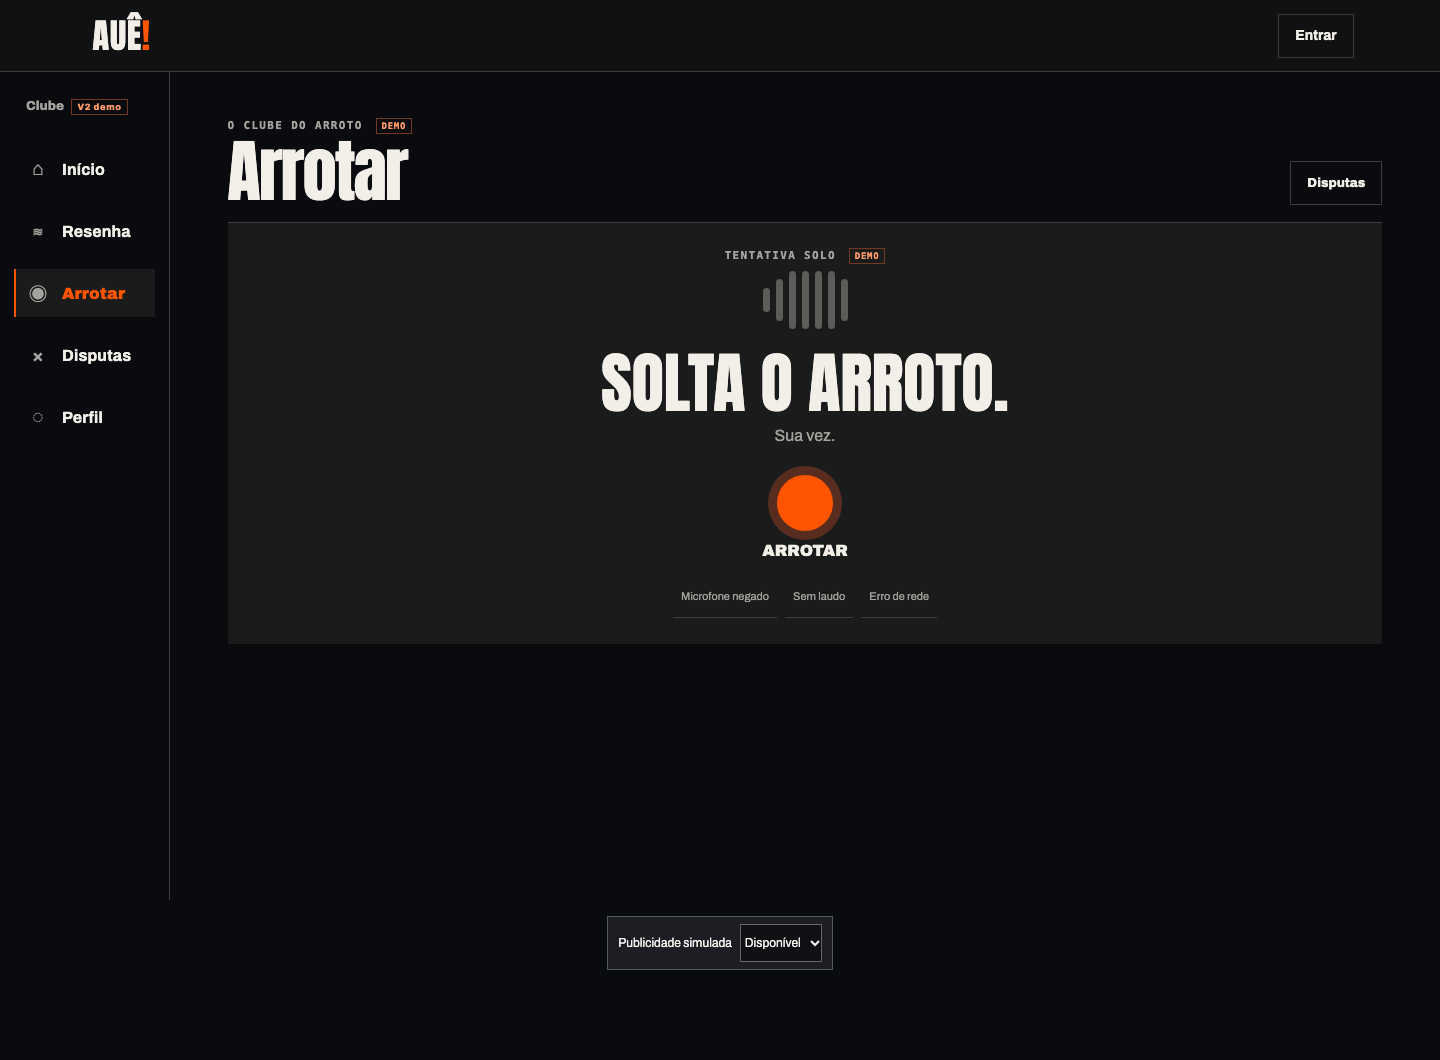 AUÊ!
Entrar
Clube V2 demo
Início
Resenha
Arrotar
Disputas
Perfil
O CLUBE DO ARROTO DEMO
Arrotar
Disputas
TENTATIVA SOLO DEMO
SOLTA O ARROTO.
Sua vez.
ARROTAR
Microfone negado Sem laudo Erro de rede
Publicidade simulada Disponível